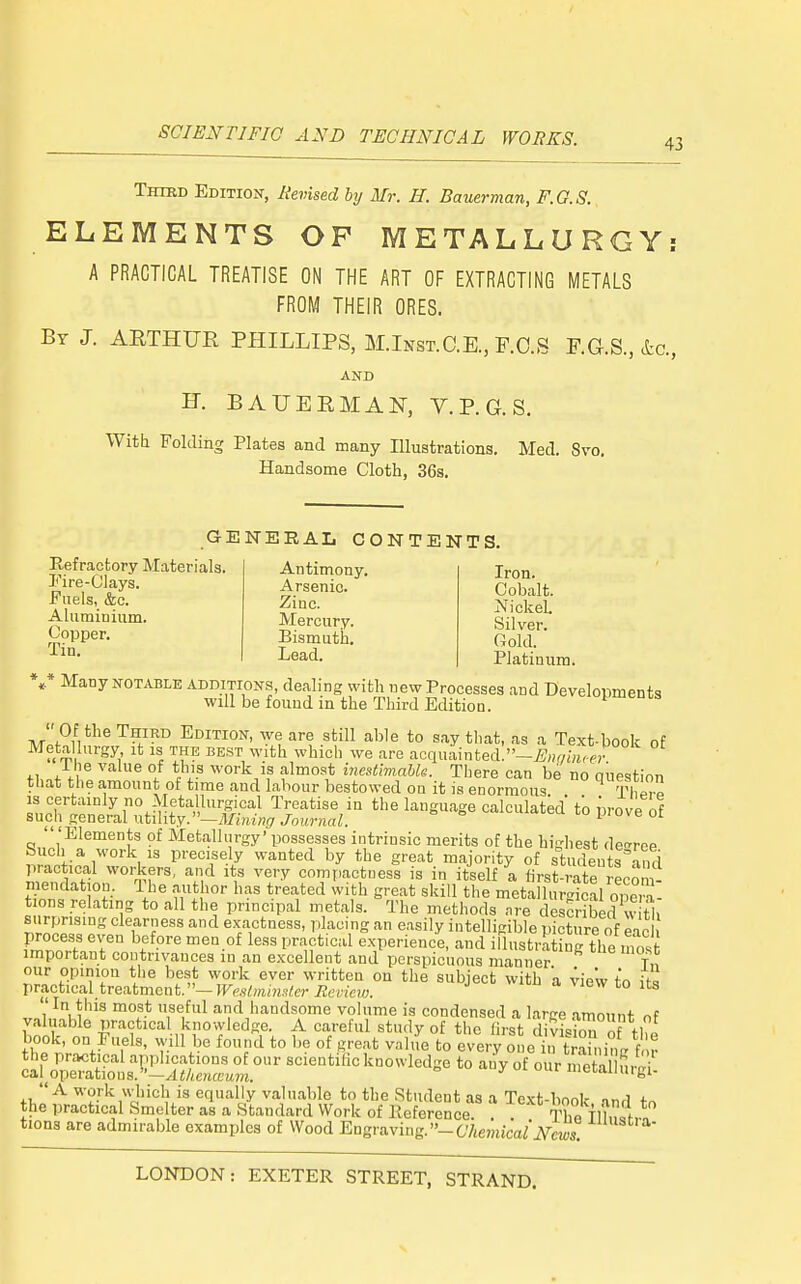 SCIENTIFIC AND TECHNICAL WORKS.
43
THIRD EDITION, Revised by Mr. H. Bauerman, F.G.S.
ELEMENTS OF METALLURGY:
A PRACTICAL TREATISE ON THE ART OF EXTRACTING METALS
FROM THEIR ORES.
BY J. ARTHUR PHILLIPS, M.INST.C.E., F.C.S F.G.S., &c.,
AND
H. BAUERMAN, V.P.G.S.
With Folding Plates and many Illustrations. Med. 8vo.
Handsome Cloth, 36s.
GENERAL CONTENTS.
Refractory Materials.
Fire-Clays.
Fuels, &c.
Aluminium.
Copper.
Tin.
Antimony.
Arsenic.
Zinc.
Mercury.
Bismuth.
Lead.
Iron.
Cobalt.
Nickel.
Silver.
Gold.
Platinum.
*** Many NOTABLE ADDITIONS, dealing with new Processes and Developments
will be found in the Third Edition.
"Of the THIRD EDITION, we are still able to say that, as a Text-book of
Metallurgy, it is THE BEST with which we are acquainted."—Engineer.
"The value of this work is almost inestimable. There can be no question
that the amount of time and labour bestowed on it is enormous. . . . There
is certainly no Metallurgical Treatise in the language calculated to prove of
such general utility."—Mining Journal.
"'Elements of Metallurgy' possesses intrinsic merits of the highest degree.
Such a work is precisely wanted by the great majority of students and
practical workers, and its very compactness is in itself a first-rate recom-
mendation. The author has treated with great skill the metallurgical opera-
tions relating to all the principal metals. The methods are described with
surprising clearness and exactness, placing an easily intelligible picture of each
process even before men of less practical experience, and illustrating the most
important contrivances in an excellent and perspicuous manner. . . . In
our opinion the best work ever written on the subject with a view to its
practical treatment."—Westminster Review.
"In this most useful and handsome volume is condensed a large amount of
valuable practical knowledge. A careful study of the first division of the
book, on Fuels, will be found to be of great value to every one in training for
the practical applications of our scientific knowledge to any of our metallurgi-
cal operations."—Athenæum.
"A work which is equally valuable to the Student as a Text-book, and to
the practical Smelter as a Standard Work of Reference. . . . The Illustra-
tions are admirable examples of Wood Engraving."—Chemical News.
LONDON: EXETER STREET, STRAND.